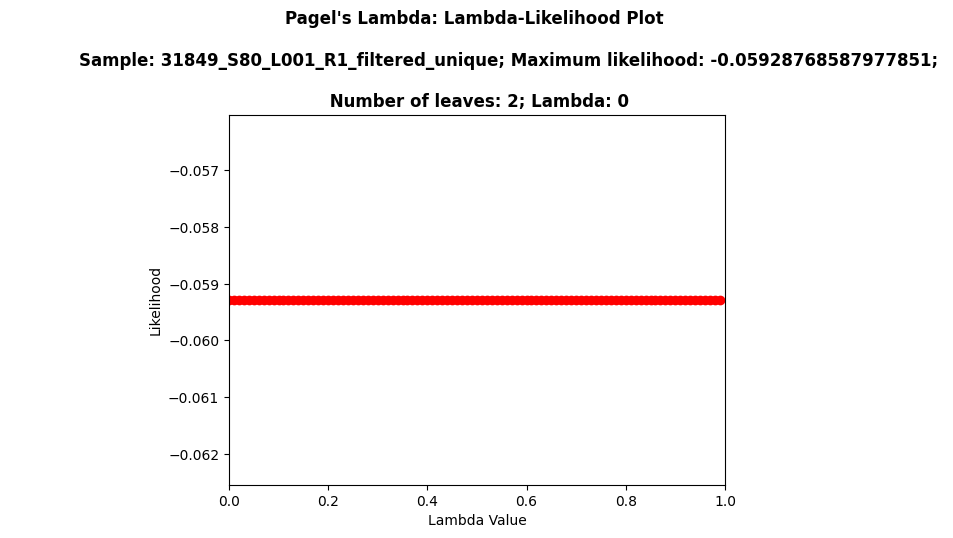 Pagel's Lambda: Lambda-Likelihood Plot
Sample: 31849_S80_L001_R1_filtered_unique; Maximum likelihood: -0.05928768587977851;
Number of leaves: 2; Lambda: 0
−0.057
−0.058
−0.059
−0.060
−0.061
−0.062
Likelihood
0.0 0.2 0.4 0.6 0.8 1.0
Lambda Value